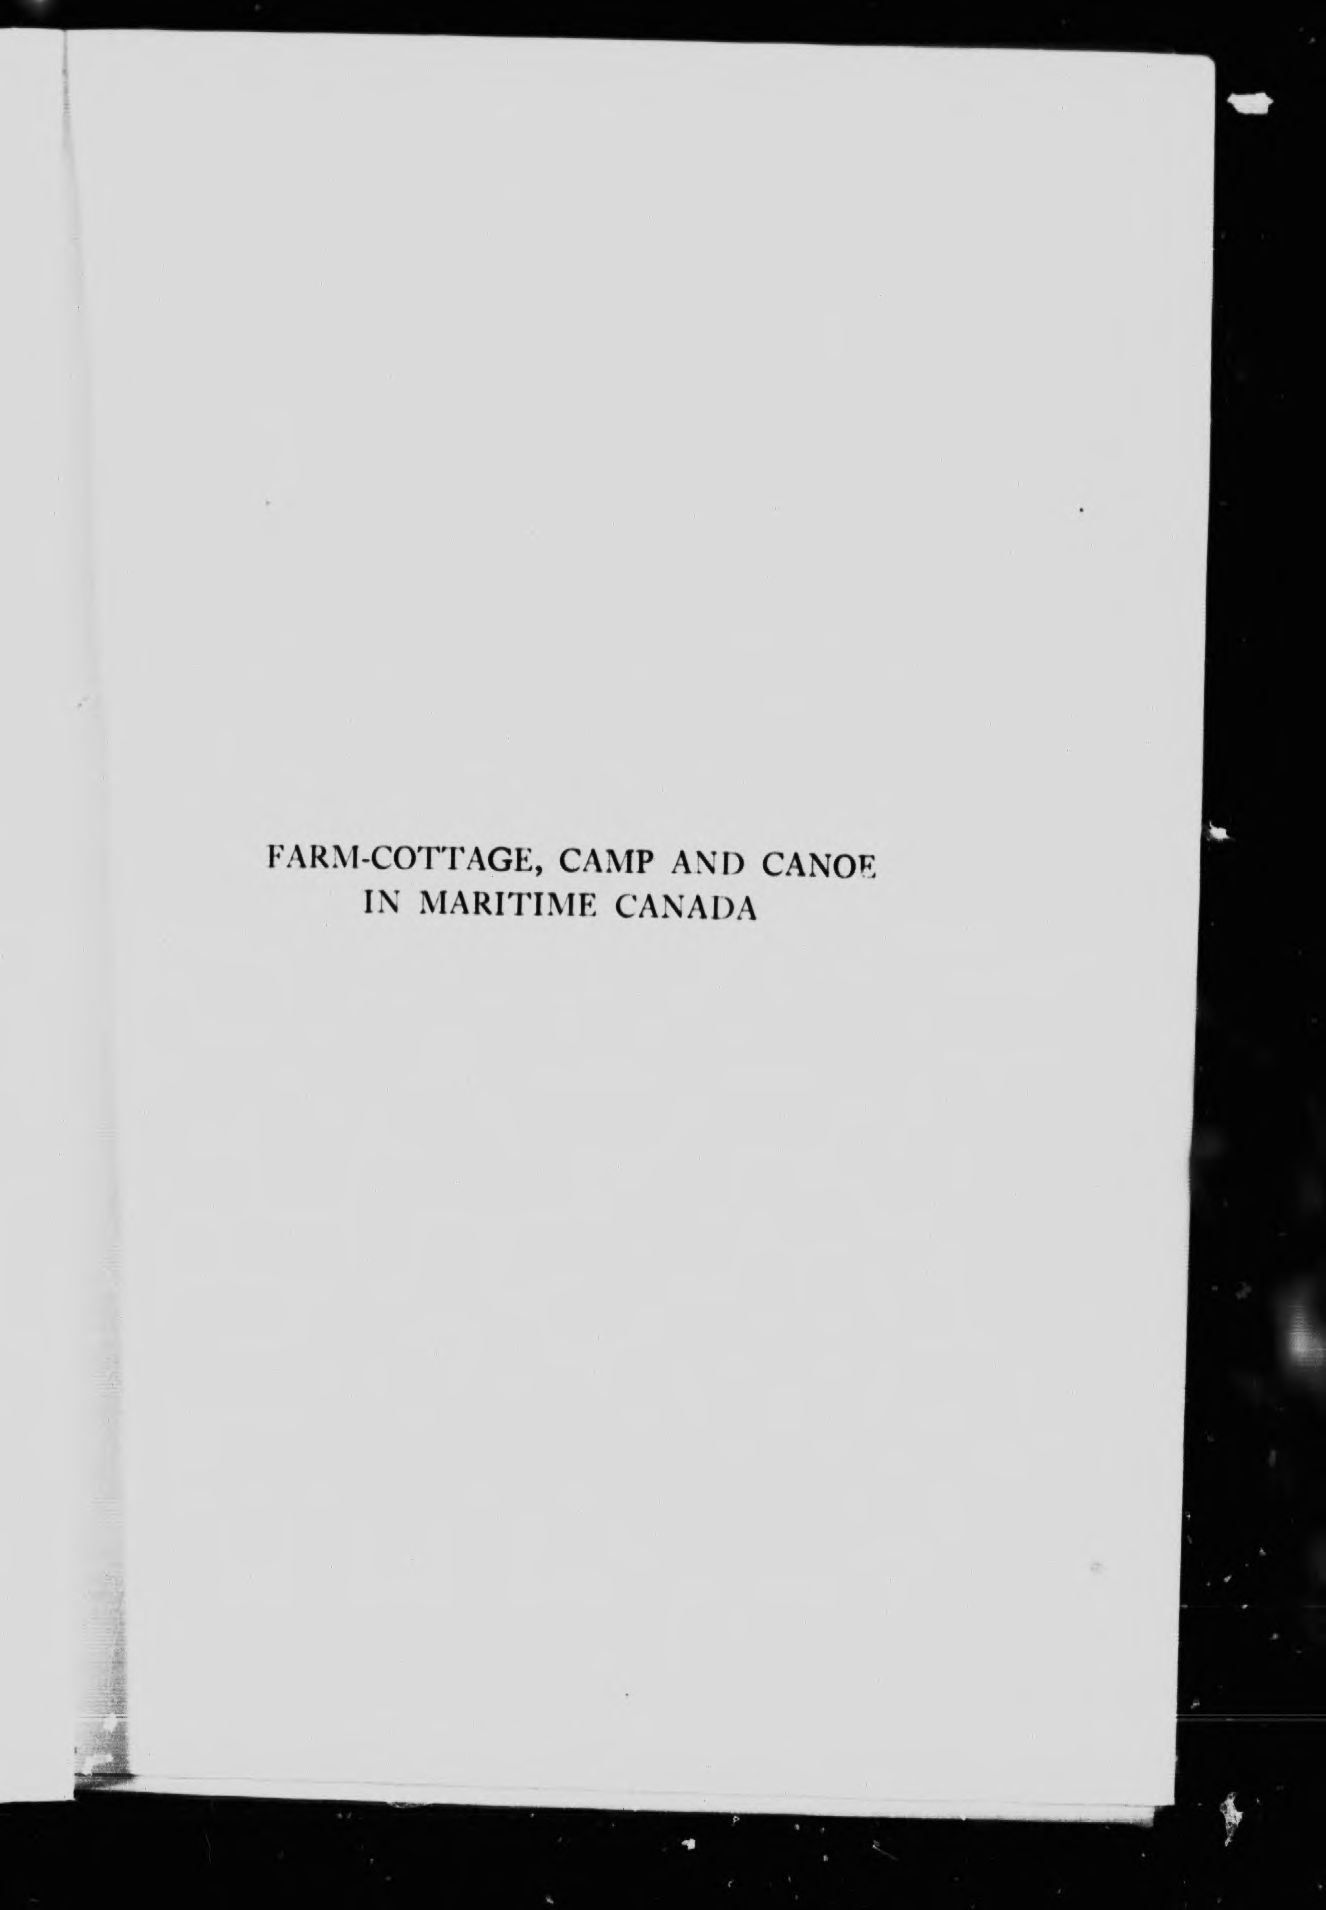 FARM-COTTAGE, CAMP AND CANOE
IN MARITIME CANADA